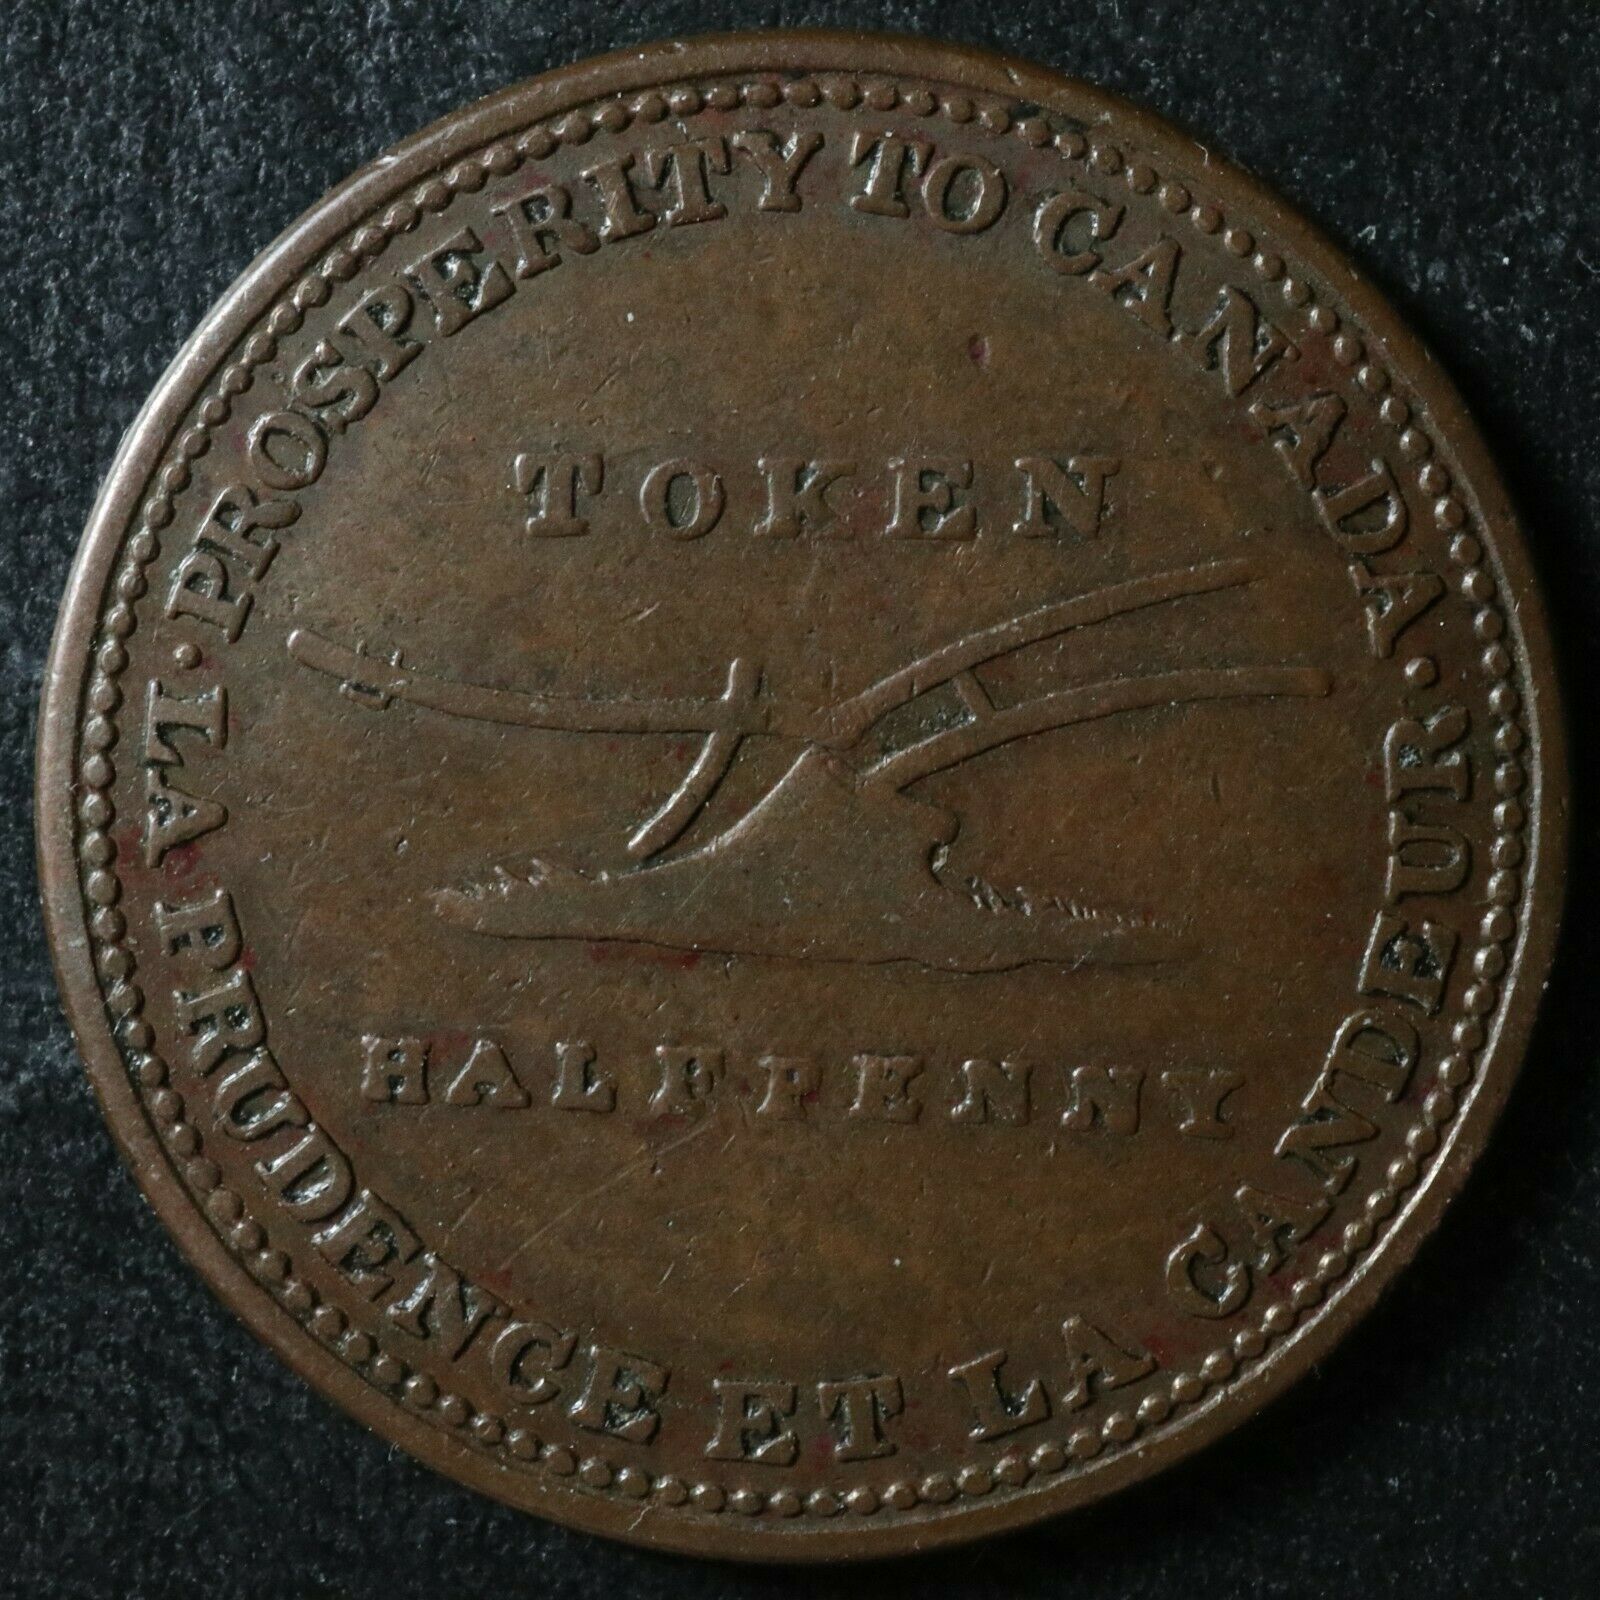 · PROSPERITY TO CANADA ·
TOKEN
HALFPENNY
LA PRUDENCE ET LA CANDEUR